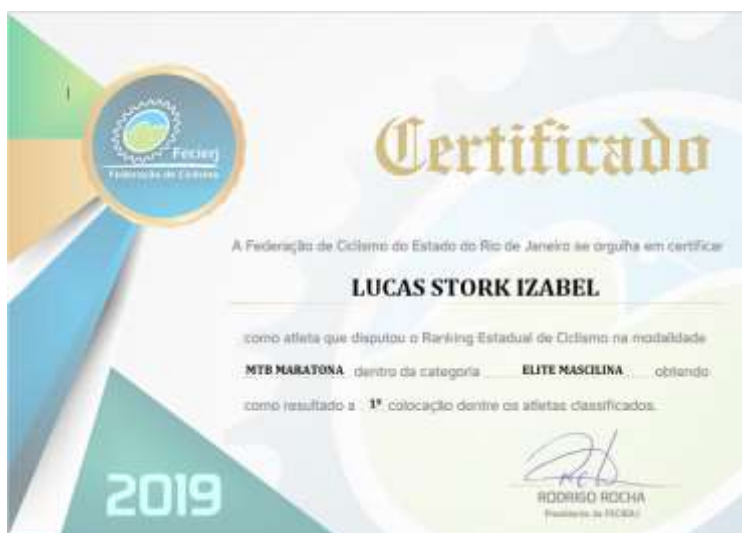 Fecierj
Federação de Ciclismo
Certificado
A Federação de Ciclismo do Estado do Rio de Janeiro se orgulha em certificar
LUCAS STORK IZABEL
como atleta que disputou o Ranking Estadual de Ciclismo na modalidade
MTB MARATONA dentro da categoria ELITE MASCILINA obtendo
como resultado a 1º colocação dentre os atletas classificados.
2019
RODRIGO ROCHA
Presidente da FECIERJ